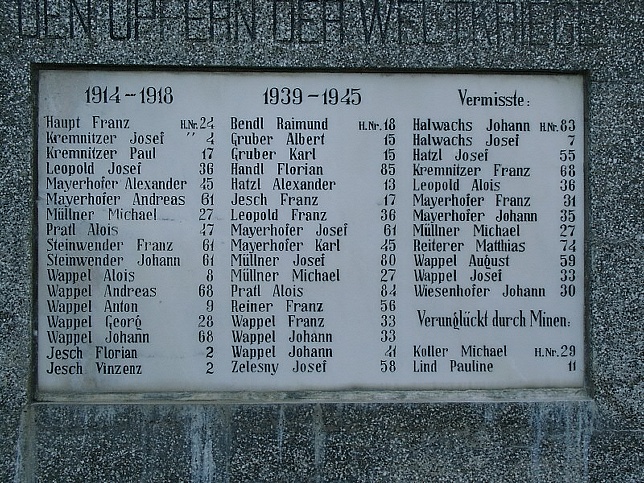 DEN OPFERN DER WELTKRIEGE
1914 – 1918
Haupt Franz H.Nr. 24
Kremnitzer Josef " 4
Kremnitzer Paul 17
Leopold Josef 36
Mayerhofer Alexander 45
Mayerhofer Andreas 61
Müllner Michael 27
Pratl Alois 47
Steinwender Franz 61
Steinwender Johann 61
Wappel Alois 8
Wappel Andreas 68
Wappel Anton 9
Wappel Georg 28
Wappel Johann 68
Jesch Florian 2
Jesch Vinzenz 2
1939 – 1945
Bendl Raimund H.Nr. 18
Gruber Albert 15
Gruber Karl 15
Handl Florian 85
Hatzl Alexander 13
Jesch Franz 17
Leopold Franz 36
Mayerhofer Josef 61
Mayerhofer Karl 45
Müllner Josef 80
Müllner Michael 27
Pratl Alois 84
Reiner Franz 56
Wappel Franz 33
Wappel Johann 33
Wappel Johann 41
Zelesny Josef 58
Vermisste:
Halwachs Johann H.Nr. 83
Halwachs Josef 7
Hatzl Josef 55
Kremnitzer Franz 68
Leopold Alois 36
Mayerhofer Franz 31
Mayerhofer Johann 35
Müllner Michael 27
Reiterer Matthias 74
Wappel August 59
Wappel Josef 33
Wiesenhofer Johann 30
Verunglückt durch Minen:
Koller Michael H.Nr. 29
Lind Pauline 11